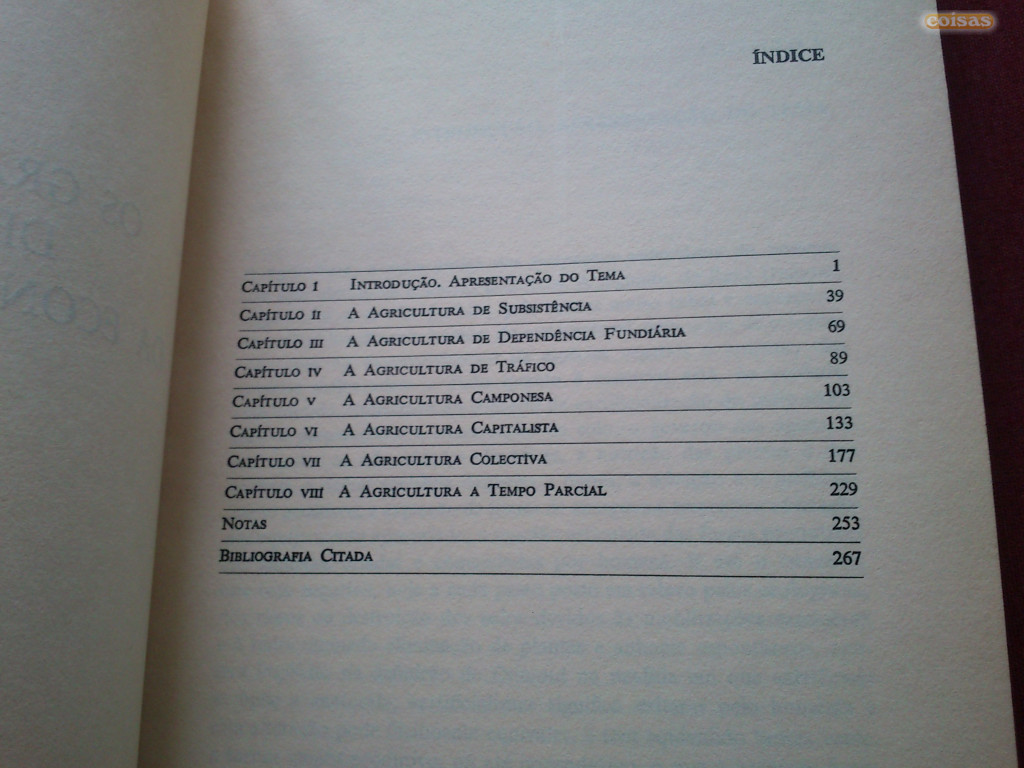 coisas
ÍNDICE
CAPÍTULO I INTRODUÇÃO. APRESENTAÇÃO DO TEMA 1
CAPÍTULO II A AGRICULTURA DE SUBSISTÊNCIA 39
CAPÍTULO III A AGRICULTURA DE DEPENDÊNCIA FUNDIÁRIA 69
CAPÍTULO IV A AGRICULTURA DE TRÁFICO 89
CAPÍTULO V A AGRICULTURA CAMPONESA 103
CAPÍTULO VI A AGRICULTURA CAPITALISTA 133
CAPÍTULO VII A AGRICULTURA COLECTIVA 177
CAPÍTULO VIII A AGRICULTURA A TEMPO PARCIAL 229
NOTAS 253
BIBLIOGRAFIA CITADA 267